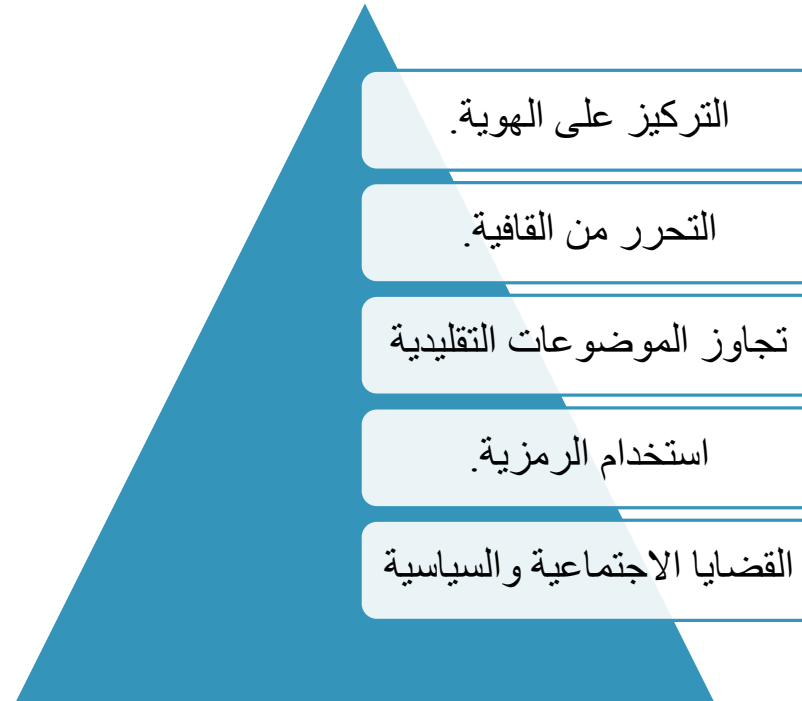 التركيز على الهوية.
التحرر من القافية.
تجاوز الموضوعات التقليدية
استخدام الرمزية.
القضايا الاجتماعية والسياسية